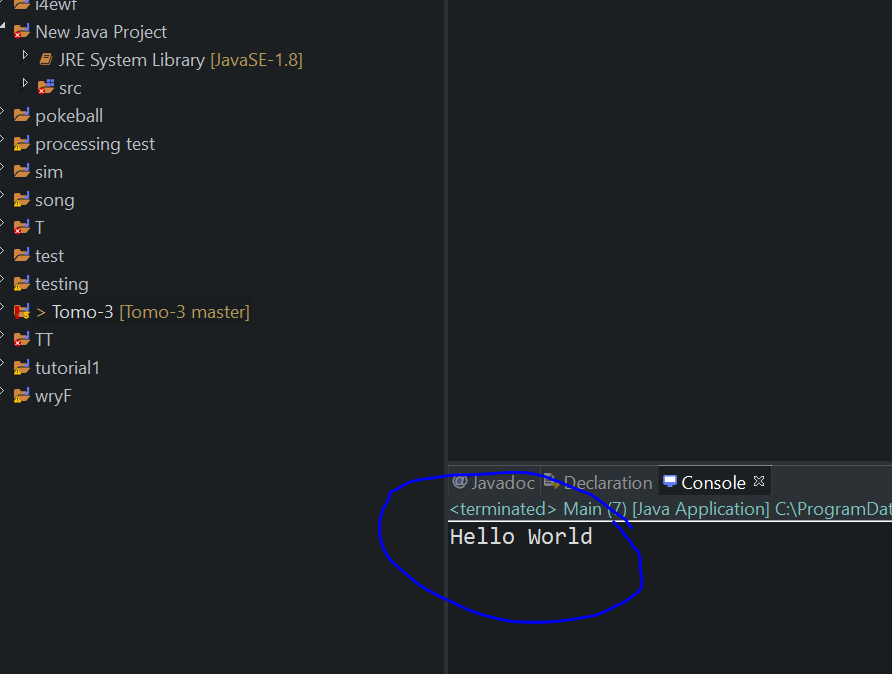 i4ewf
New Java Project
JRE System Library [JavaSE-1.8]
src
pokeball
processing test
sim
song
T
test
testing
> Tomo-3 [Tomo-3 master]
TT
tutorial1
wryF
@ Javadoc Declaration Console
<terminated> Main (7) [Java Application] C:\ProgramDat
Hello World